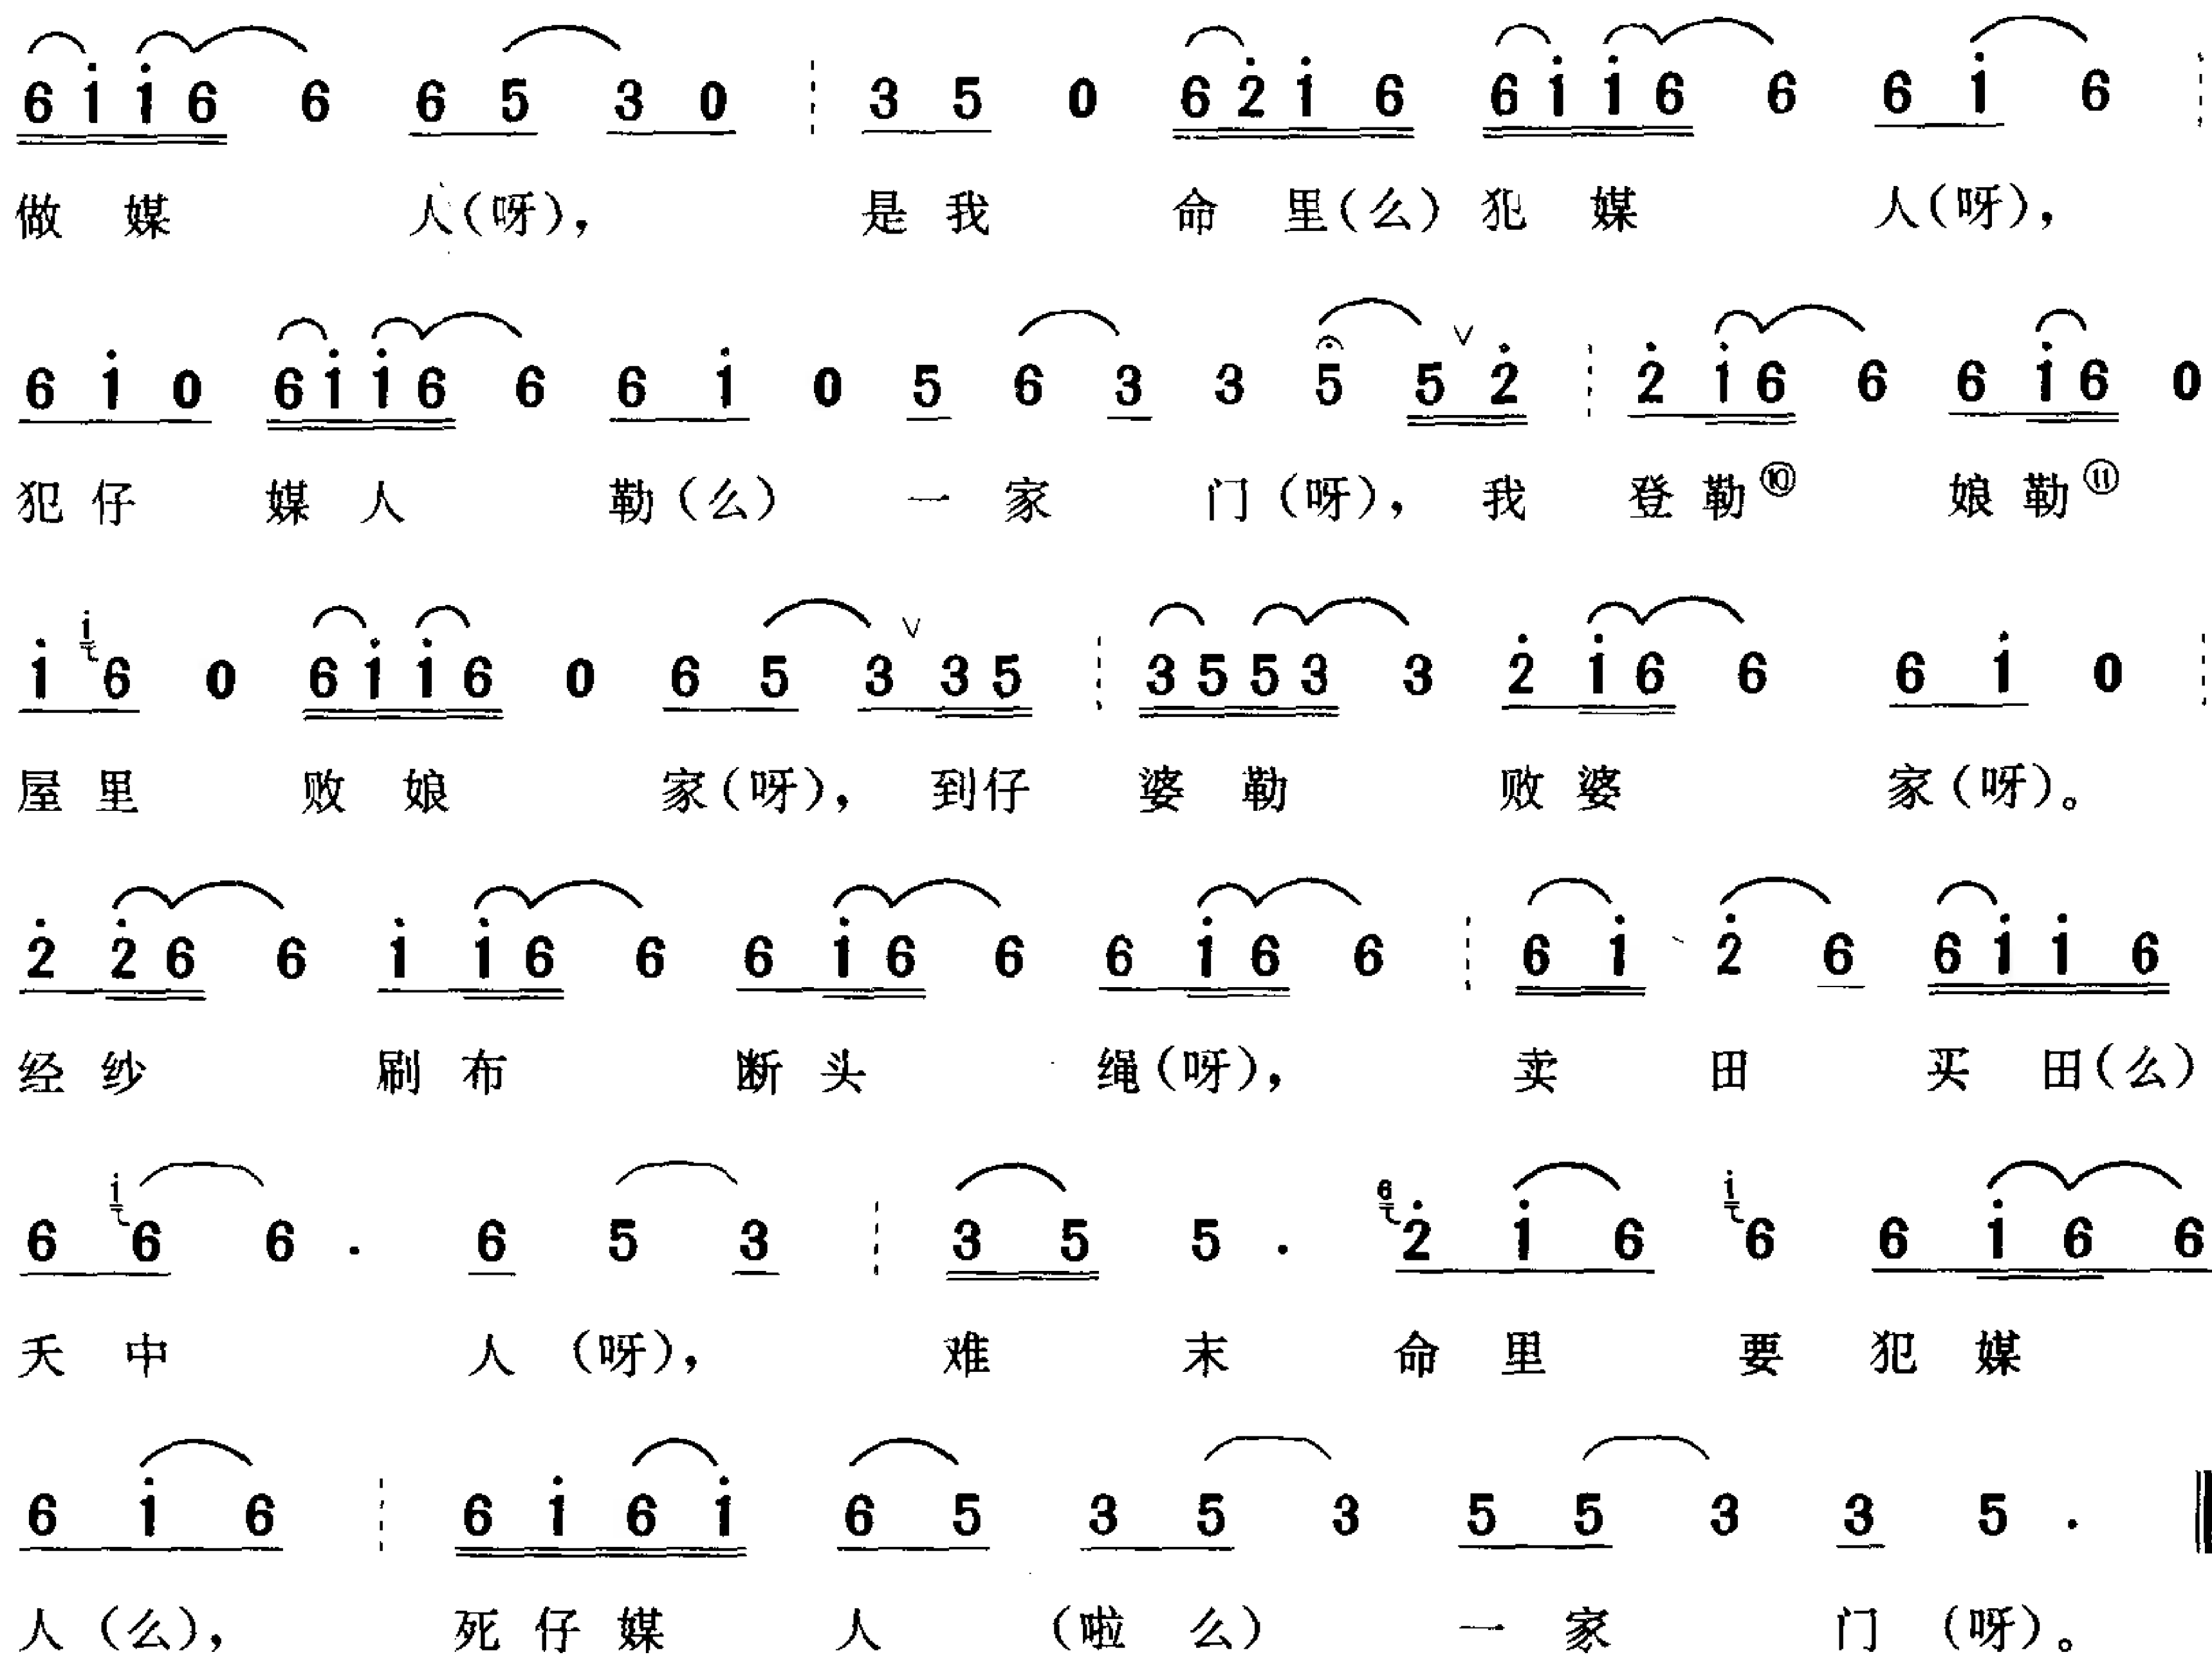 6 i i 6 6 6 5 3 0 ┊ 3 5 0 6 2̇ i 6 6 i i 6 6 6 i 6 ┊
做 媒 人(呀), 是 我 命 里(么) 犯 媒 人(呀),
6 i 0 6 i i 6 6 6 i 0 5 6 3 3 5 5 ∨ 2̇ ┊ 2̇ i 6 6 6 i 6 0
犯 仔 媒 人 勒(么) 一 家 门(呀), 我 登 勒⑩ 娘 勒⑪
i i 6 0 6 i i 6 0 6 5 3 ∨ 3 5 ┊ 3 5 5 3 3 2̇ i 6 6 6 i 0 ┊
屋 里 败 娘 家(呀), 到 仔 婆 勒 败 婆 家(呀)。
2̇ 2̇ 6 6 i i 6 6 6 i 6 6 6 i 6 6 ┊ 6 i 2̇ 6 6 i i 6
经 纱 刷 布 断 头 绳(呀), 卖 田 买 田(么)
6 i 6 6 · 6 5 3 ┊ 3 5 5 · 6 2̇ i 6 i 6 6 i 6 6
夭 中 人 (呀), 难 末 命 里 要 犯 媒
6 i 6 ┊ 6 i 6 i 6 5 3 5 3 5 5 3 3 5 · ‖
人 (么), 死 仔 媒 人 (啦 么) 一 家 门 (呀)。